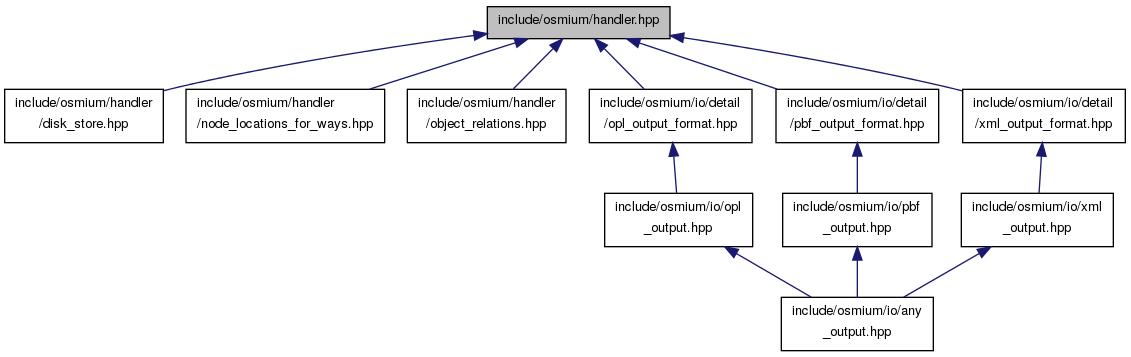 include/osmium/handler.hpp
include/osmium/handler
/disk_store.hpp
include/osmium/handler
/node_locations_for_ways.hpp
include/osmium/handler
/object_relations.hpp
include/osmium/io/detail
/opl_output_format.hpp
include/osmium/io/detail
/pbf_output_format.hpp
include/osmium/io/detail
/xml_output_format.hpp
include/osmium/io/opl
_output.hpp
include/osmium/io/pbf
_output.hpp
include/osmium/io/xml
_output.hpp
include/osmium/io/any
_output.hpp